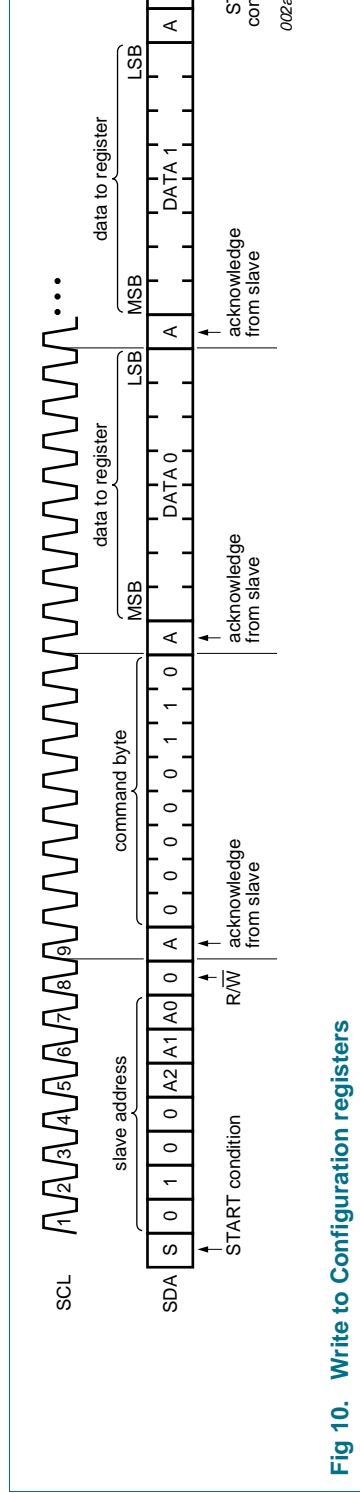 SCL
1 2 3 4 5 6 7 8 9
slave address
command byte
data to register
data to register
MSB LSB MSB LSB
SDA S 0 1 0 0 A2 A1 A0 0 A 0 0 0 0 0 1 1 0 A DATA 0 A DATA 1 A
START condition
R/W
acknowledge
from slave
acknowledge
from slave
acknowledge
from slave
Fig 10. Write to Configuration registers